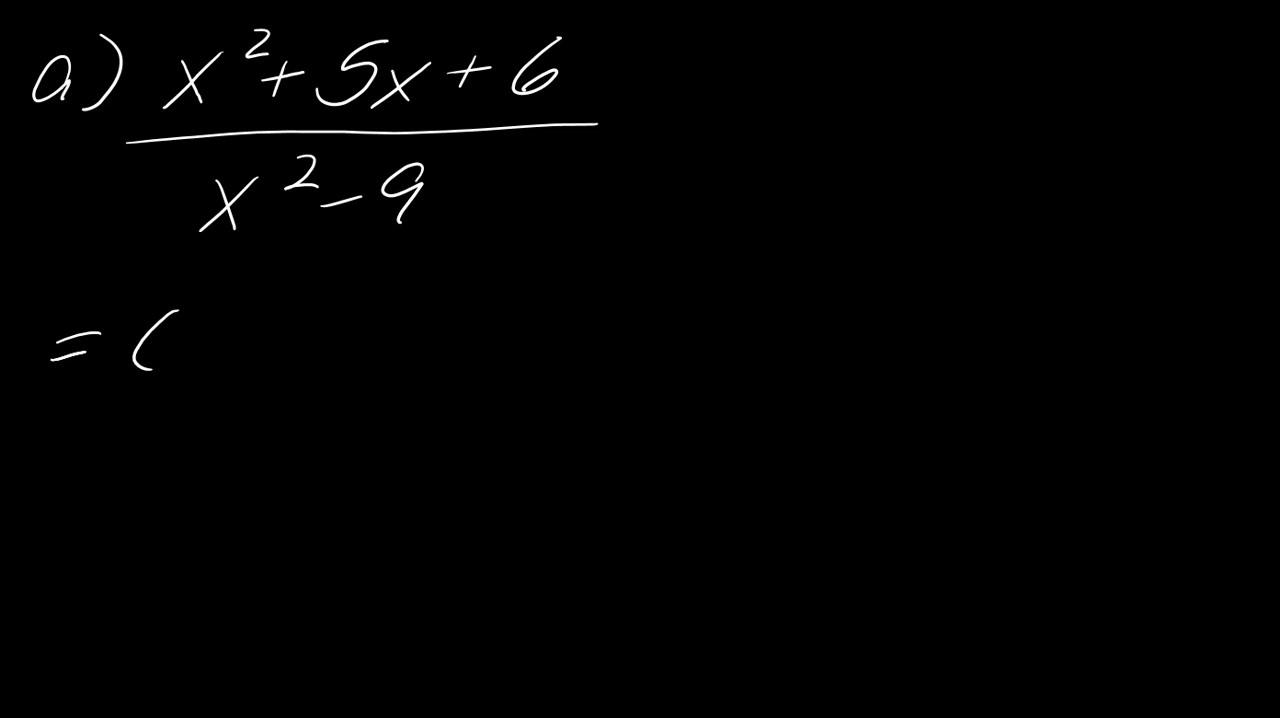 a) x²+5x+6
x²-9
= (